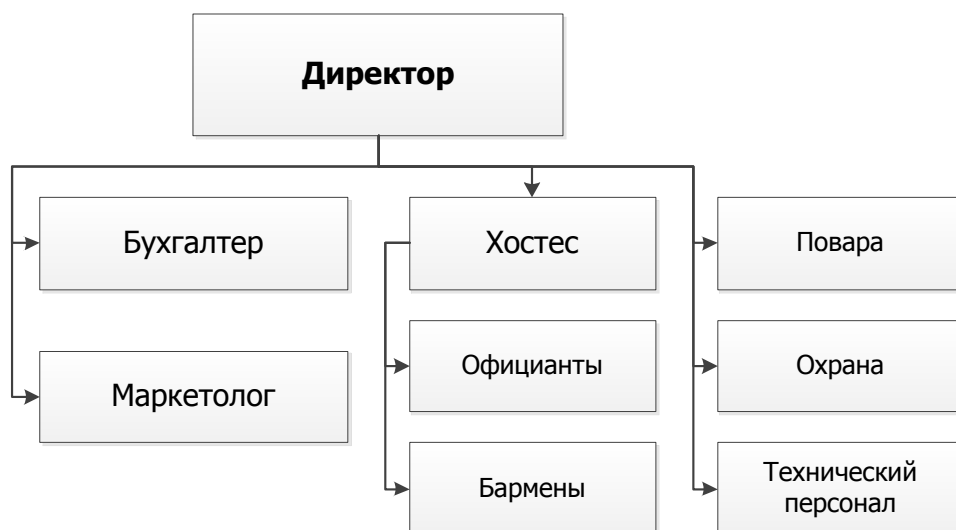 Директор
Бухгалтер
Хостес
Повара
Маркетолог
Официанты
Охрана
Бармены
Технический
персонал